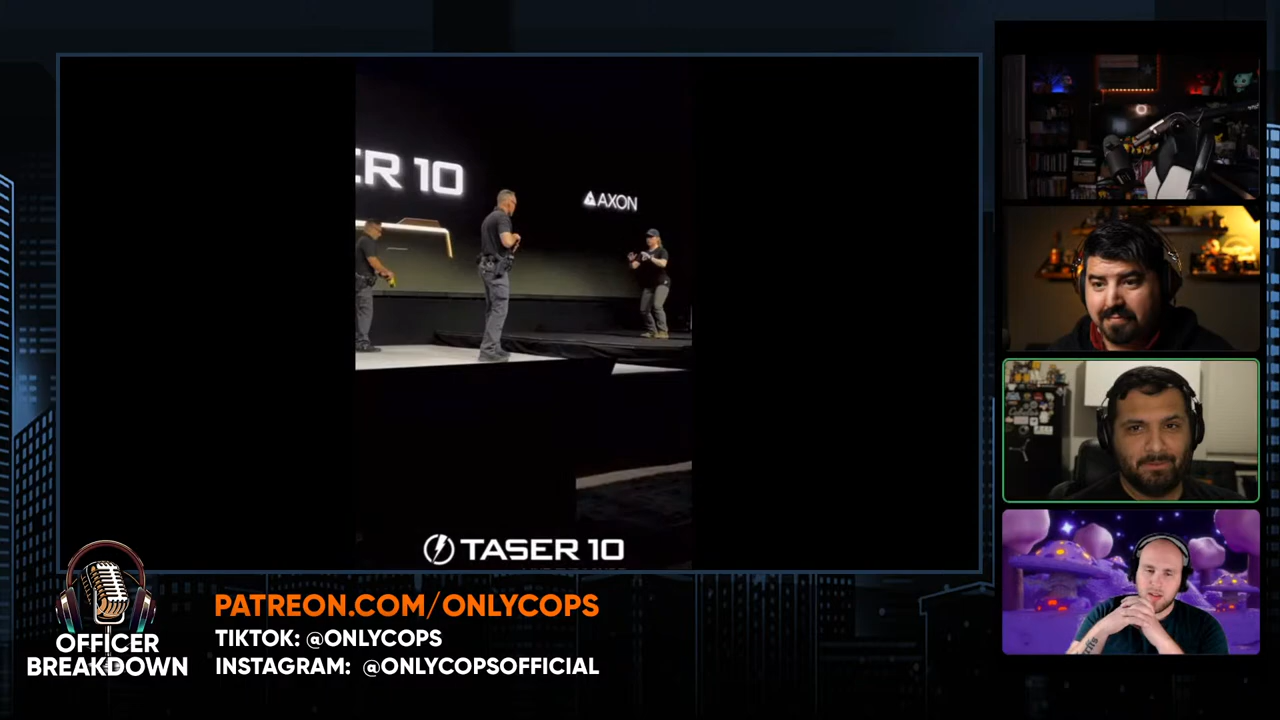 ER 10
AXON
TASER 10
OFFICER
BREAKDOWN
PATREON.COM/ONLYCOPS
TIKTOK: @ONLYCOPS
INSTAGRAM: @ONLYCOPSOFFICIAL